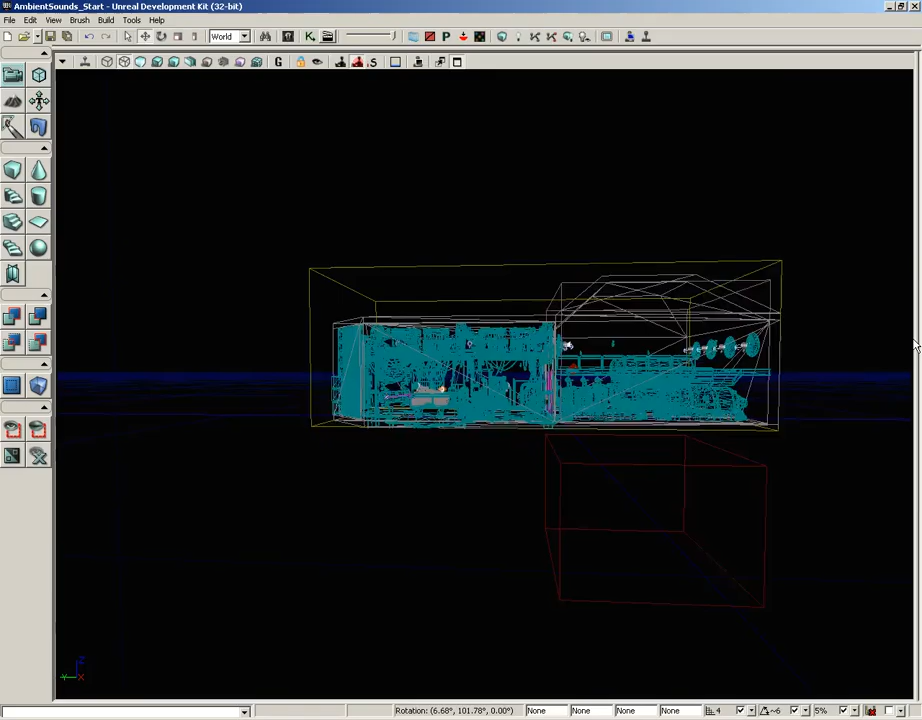 AmbientSounds_Start - Unreal Development Kit (32-bit)
File Edit View Brush Build Tools Help
World
Rotation: (6.68°, 101.78°, 0.00°) None None None None 4 ~6 5%
Z
Y X